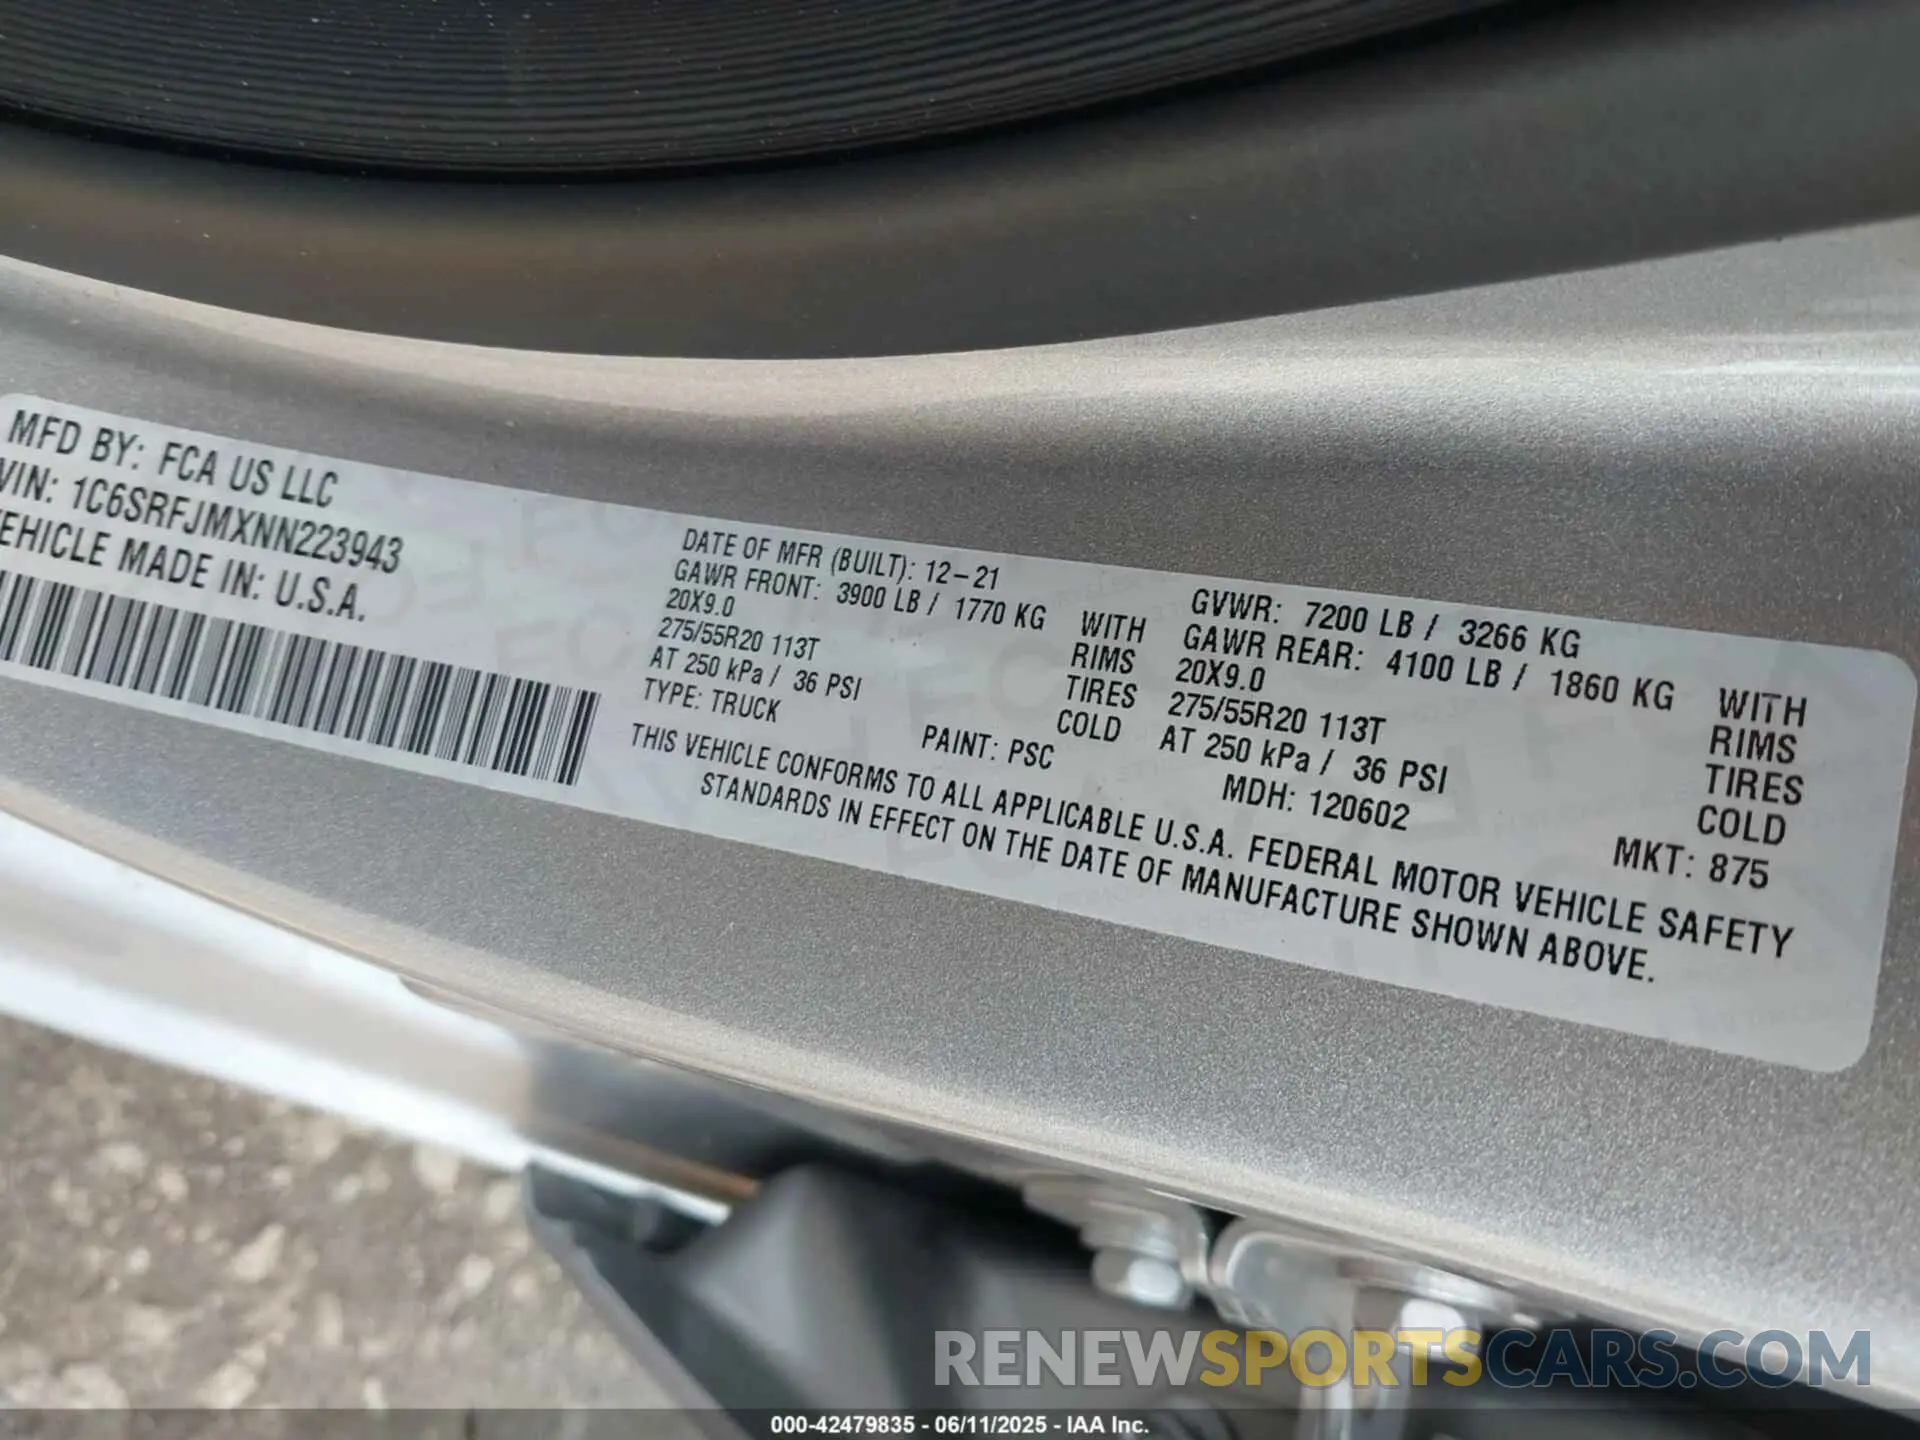 MFD BY: FCA US LLC
VIN: 1C6SRFJMXNN223943
VEHICLE MADE IN: U.S.A.
DATE OF MFR (BUILT): 12-21
GAWR FRONT: 3900 LB / 1770 KG WITH
20X9.0 RIMS
275/55R20 113T TIRES
AT 250 kPa / 36 PSI COLD
TYPE: TRUCK
PAINT: PSC
GVWR: 7200 LB / 3266 KG
GAWR REAR: 4100 LB / 1860 KG WITH
20X9.0 RIMS
275/55R20 113T TIRES
AT 250 kPa / 36 PSI COLD
MDH: 120602
MKT: 875
THIS VEHICLE CONFORMS TO ALL APPLICABLE U.S.A. FEDERAL MOTOR VEHICLE SAFETY
STANDARDS IN EFFECT ON THE DATE OF MANUFACTURE SHOWN ABOVE.
RENEWSPORTSCARS.COM
000-42479835 - 06/11/2025 - IAA Inc.